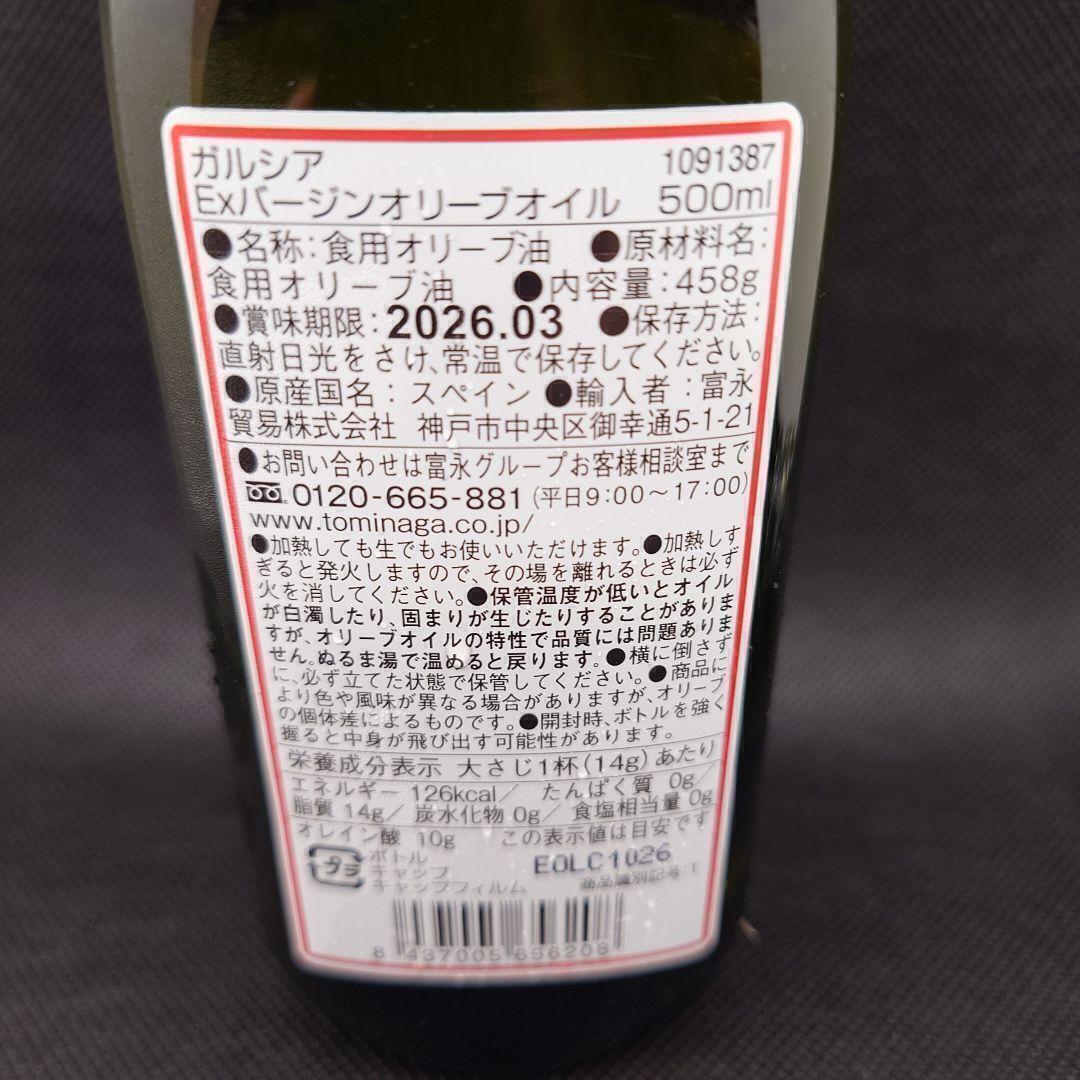 ガルシア 1091387
Exバージンオリーブオイル 500ml
●名称:食用オリーブ油 ●原材料名:
食用オリーブ油 ●内容量:458g
●賞味期限:2026.03 ●保存方法:
直射日光をさけ、常温で保存してください。
●原産国名:スペイン ●輸入者:富永
貿易株式会社 神戸市中央区御幸通5-1-21
●お問い合わせは富永グループお客様相談室まで
0120-665-881 (平日9:00~17:00)
www.tominaga.co.jp/
●加熱しても生でもお使いいただけます。●加熱しす
ぎると発火しますので、その場を離れるときは必ず
火を消してください。●保管温度が低いとオイル
が白濁したり、固まりが生じたりすることがありま
すが、オリーブオイルの特性で品質には問題ありま
せん。ぬるま湯で温めると戻ります。●横に倒さず
に、必ず立てた状態で保管してください。●商品に
より色や風味が異なる場合がありますが、オリーブ
の個体差によるものです。●開封時、ボトルを強く
握ると中身が飛び出す可能性があります。
栄養成分表示 大さじ1杯(14g)あたり
エネルギー 126kcal/ たんぱく質 0g/
脂質 14g/ 炭水化物 0g/ 食塩相当量 0g
オレイン酸 10g この表示値は目安です
プラ ボトル EOLC1026
キャップ 商品識別記号:T
キャップフィルム
8 437005 656208